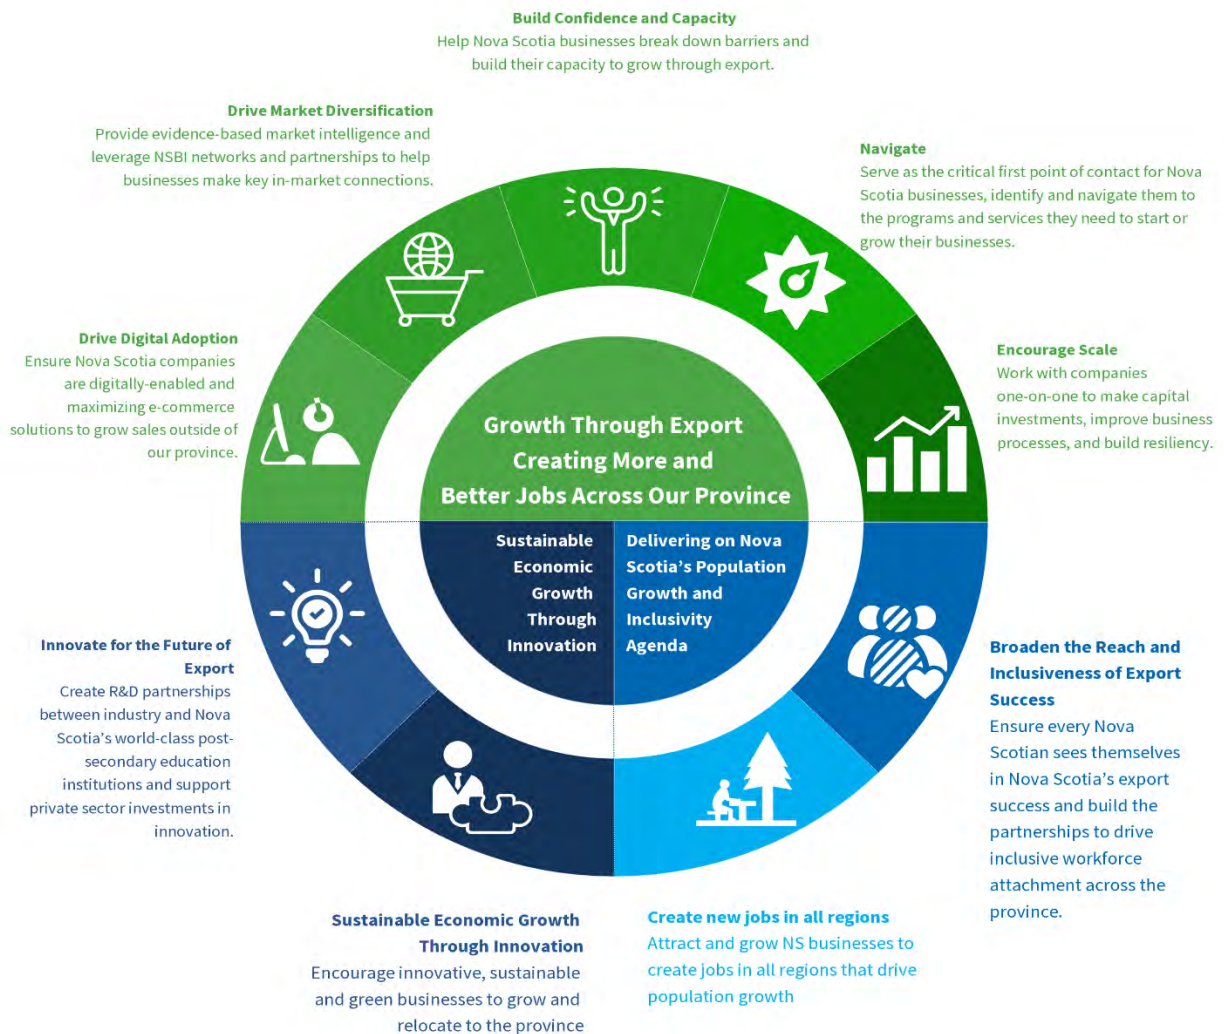 Build Confidence and Capacity
Help Nova Scotia businesses break down barriers and
build their capacity to grow through export.
Drive Market Diversification
Provide evidence-based market intelligence and
leverage NSBI networks and partnerships to help
businesses make key in-market connections.
Navigate
Serve as the critical first point of contact for Nova
Scotia businesses, identify and navigate them to
the programs and services they need to start or
grow their businesses.
Drive Digital Adoption
Ensure Nova Scotia companies
are digitally-enabled and
maximizing e-commerce
solutions to grow sales outside of
our province.
Encourage Scale
Work with companies
one-on-one to make capital
investments, improve business
processes, and build resiliency.
Growth Through Export
Creating More and
Better Jobs Across Our Province
Sustainable
Economic
Growth
Through
Innovation
Delivering on Nova
Scotia's Population
Growth and
Inclusivity
Agenda
Innovate for the Future of
Export
Create R&D partnerships
between industry and Nova
Scotia's world-class post-
secondary education
institutions and support
private sector investments in
innovation.
Broaden the Reach and
Inclusiveness of Export
Success
Ensure every Nova
Scotian sees themselves
in Nova Scotia's export
success and build the
partnerships to drive
inclusive workforce
attachment across the
province.
Sustainable Economic Growth
Through Innovation
Encourage innovative, sustainable
and green businesses to grow and
relocate to the province
Create new jobs in all regions
Attract and grow NS businesses to
create jobs in all regions that drive
population growth